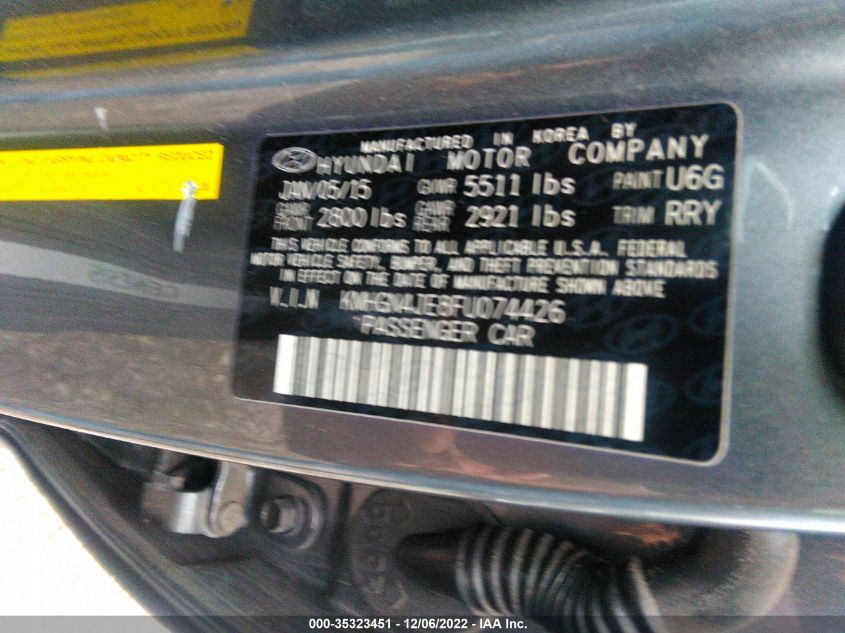 MANUFACTURED IN KOREA BY
HYUNDAI MOTOR COMPANY
JAN/05/15 GVWR 5511 lbs PAINT U6G
GAWR FRONT 2800 lbs GAWR REAR 2921 lbs TRIM RRY
THIS VEHICLE CONFORMS TO ALL APPLICABLE U.S.A. FEDERAL
MOTOR VEHICLE SAFETY, BUMPER, AND THEFT PREVENTION STANDARDS
IN EFFECT ON THE DATE OF MANUFACTURE SHOWN ABOVE
V.I.N KMHGN4JE8FU074426
PASSENGER CAR
000-35323451 - 12/06/2022 - IAA Inc.